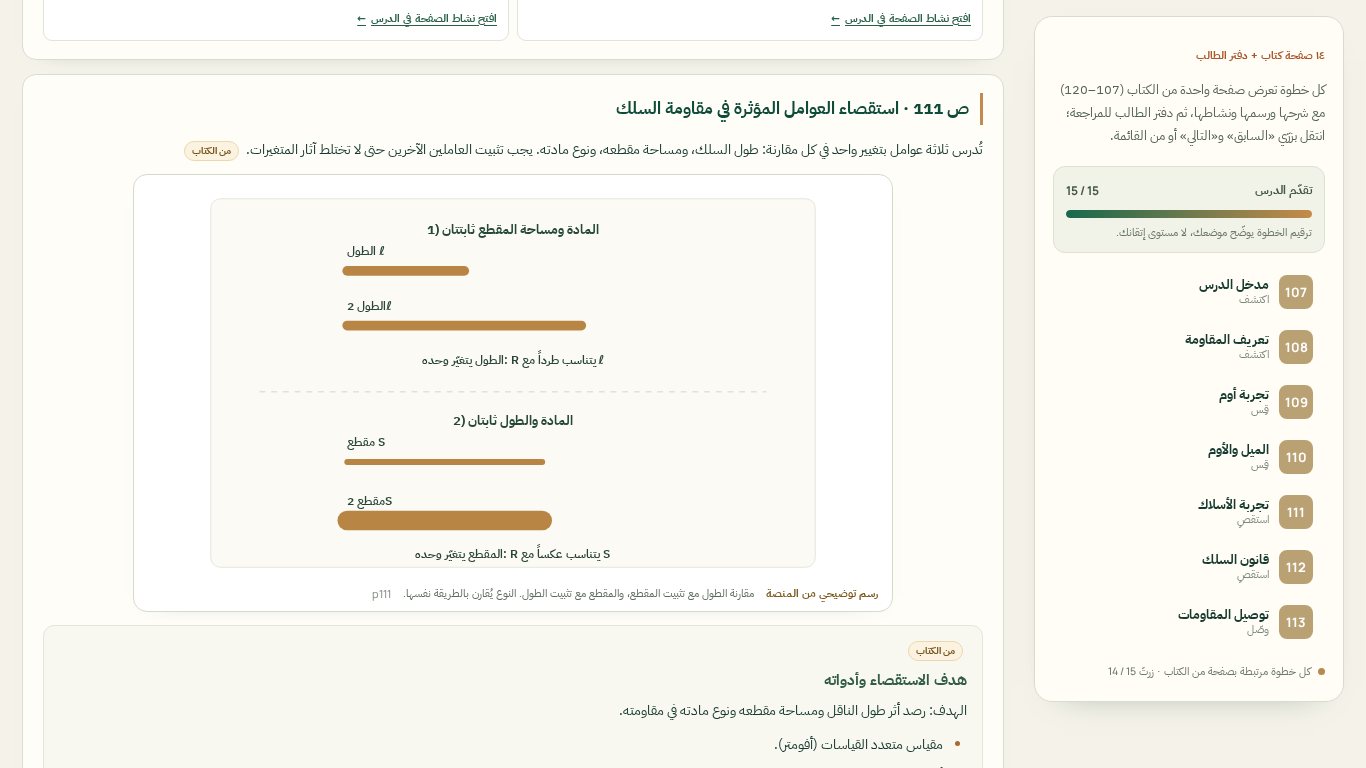 افتح نشاط الصفحة في الدرس ←
افتح نشاط الصفحة في الدرس ←
ص 111 · استقصاء العوامل المؤثرة في مقاومة السلك
تُدرس ثلاثة عوامل بتغيير واحد في كل مقارنة: طول السلك، ومساحة مقطعه، ونوع مادته. يجب تثبيت العاملين الآخرين حتى لا تختلط آثار المتغيرات. من الكتاب
1) المادة ومساحة المقطع ثابتتان
الطول ℓ
الطول 2ℓ
الطول يتغيّر وحده: R يتناسب طرداً مع ℓ
2) المادة والطول ثابتان
مقطع S
مقطع 2S
المقطع يتغيّر وحده: R يتناسب عكساً مع S
رسم توضيحي من المنصة مقارنة الطول مع تثبيت المقطع، والمقطع مع تثبيت الطول. النوع يُقارن بالطريقة نفسها. p111
من الكتاب
هدف الاستقصاء وأدواته
الهدف: رصد أثر طول الناقل ومساحة مقطعه ونوع مادته في مقاومته.
• مقياس متعدد القياسات (أفومتر).
١٤ صفحة كتاب + دفتر الطالب
كل خطوة تعرض صفحة واحدة من الكتاب (107–120)
مع شرحها ورسمها ونشاطها، ثم دفتر الطالب للمراجعة؛
انتقل بزرّي «السابق» و«التالي» أو من القائمة.
تقدّم الدرس 15 / 15
ترقيم الخطوة يوضّح موضعك، لا مستوى إتقانك.
107 مدخل الدرس
اكتشف
108 تعريف المقاومة
اكتشف
109 تجربة أوم
قِس
110 الميل والأوم
قِس
111 تجربة الأسلاك
استقصِ
112 قانون السلك
استقصِ
113 توصيل المقاومات
وصّل
كل خطوة مرتبطة بصفحة من الكتاب · زرتَ 15 / 14